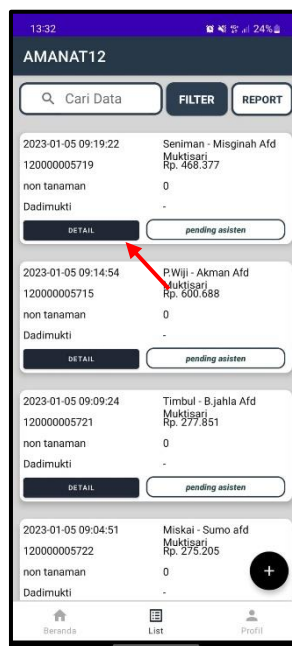 13:32 24%
AMANAT12
Cari Data FILTER REPORT
2023-01-05 09:19:22 Seniman - Misginah Afd Muktisari
120000005719 Rp. 468.377
non tanaman 0
Dadimukti -
DETAIL pending asisten
2023-01-05 09:14:54 P.Wiji - Akman Afd Muktisari
120000005715 Rp. 600.688
non tanaman 0
Dadimukti -
DETAIL pending asisten
2023-01-05 09:09:24 Timbul - B.jahla Afd Muktisari
120000005721 Rp. 277.851
non tanaman 0
Dadimukti -
DETAIL pending asisten
2023-01-05 09:04:51 Miskai - Sumo afd Muktisari
120000005722 Rp. 275.205
non tanaman 0
Dadimukti -
+
Beranda List Profil